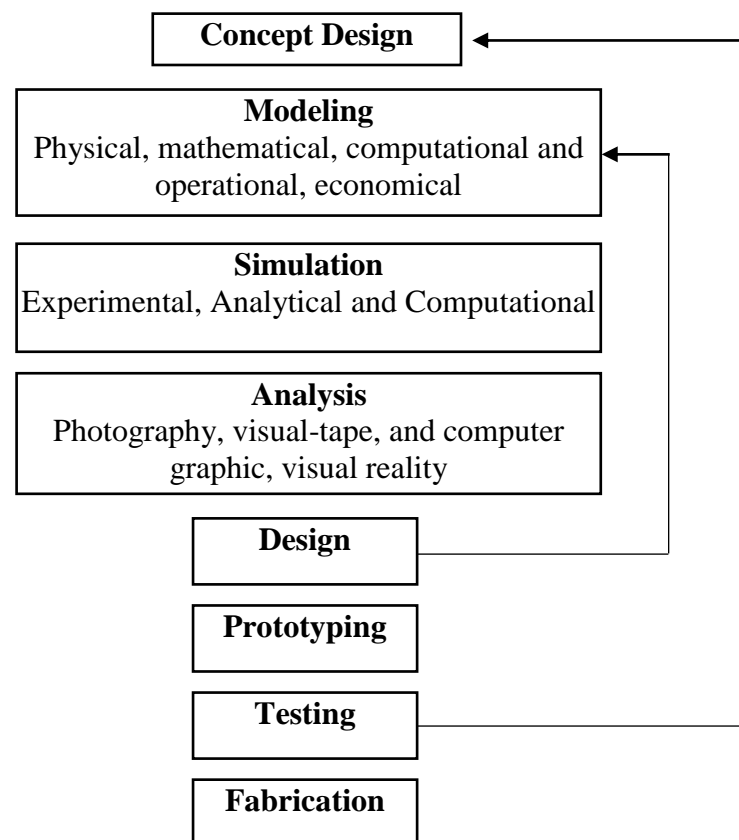 Concept Design
Modeling
Physical, mathematical, computational and
operational, economical
Simulation
Experimental, Analytical and Computational
Analysis
Photography, visual-tape, and computer
graphic, visual reality
Design
Prototyping
Testing
Fabrication